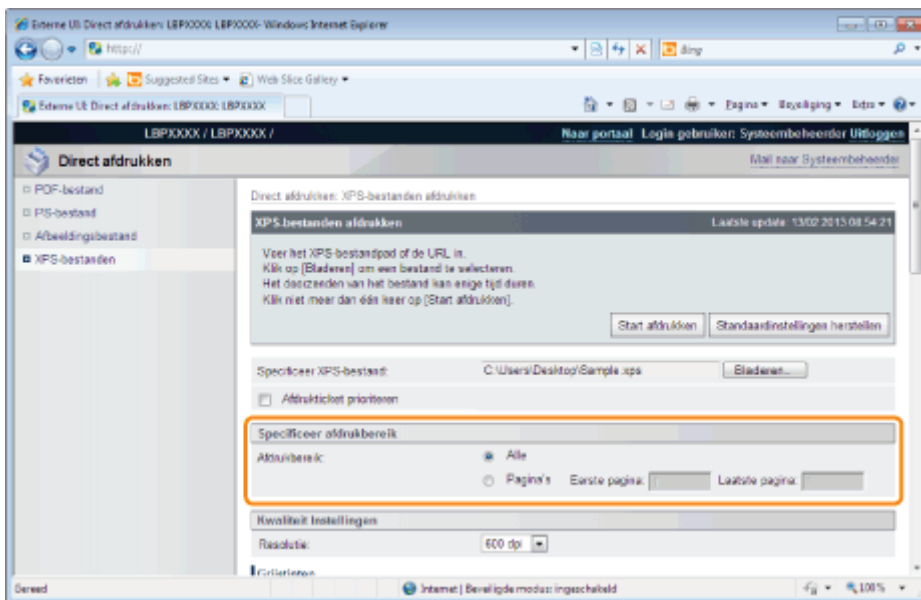 Externe UI: Direct afdrukken: LBPXXXX: LBPXXXX- Windows Internet Explorer
http://
Bing
Favorieten Suggested Sites Web Slice Gallery
Externe UI: Direct afdrukken: LBPXXXX: LBPXXXX
Pagina Beveiliging Extra
LBPXXXX / LBPXXXX / Naar portaal Login gebruiker: Systeembeheerder Uitloggen
Direct afdrukken Mail naar Systeembeheerder
PDF-bestand
PS-bestand
Afbeeldingsbestand
XPS-bestanden
Direct afdrukken: XPS-bestanden afdrukken
XPS-bestanden afdrukken Laatste update: 13/02 2013 08:54:21
Voer het XPS-bestandpad of de URL in.
Klik op [Bladeren] om een bestand te selecteren.
Het doorzenden van het bestand kan enige tijd duren.
Klik niet meer dan één keer op [Start afdrukken].
Start afdrukken Standaardinstellingen herstellen
Specificeer XPS-bestand: C:\Users\Desktop\Sample.xps Bladeren...
Afdrukticket prioriteren
Specificeer afdrukbereik
Afdrukbereik: Alle
Pagina's Eerste pagina: Laatste pagina:
Kwaliteit Instellingen
Resolutie: 600 dpi
Grijstinten
Gereed Internet | Beveiligde modus: ingeschakeld 100%